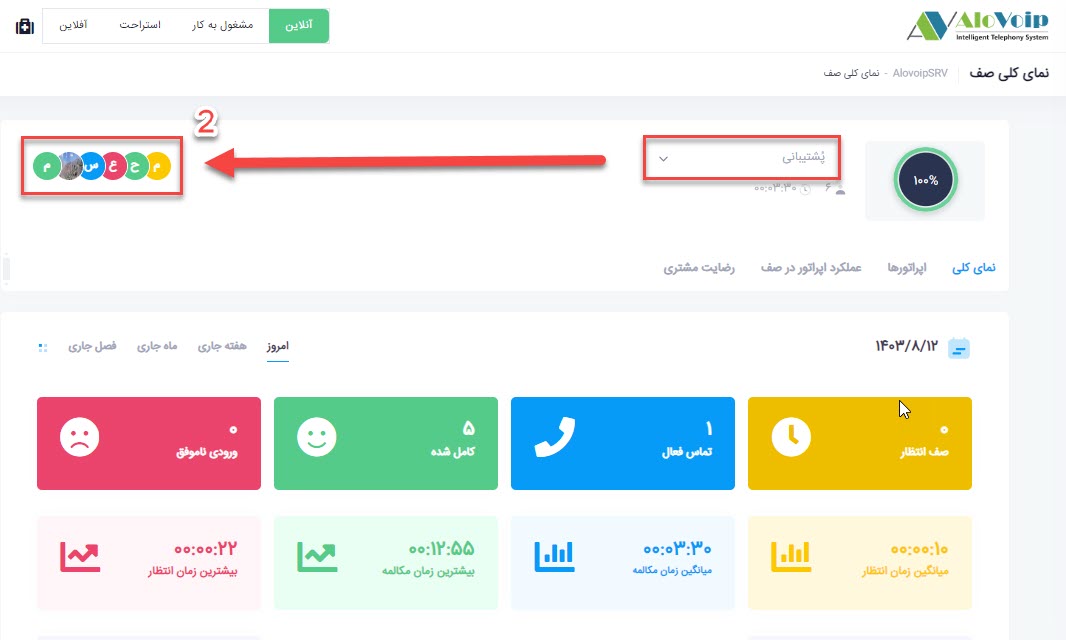 AloVoip
Intelligent Telephony System
آنلاین
مشغول به کار
استراحت
آفلاین
نمای کلی صف
AlovoipSRV - نمای کلی صف
2
۱۰۰%
پُشتیبانی
۶
۰۰:۰۳:۳۰
م
ح
ع
س
م
نمای کلی
اپراتورها
عملکرد اپراتور در صف
رضایت مشتری
۱۴۰۳/۸/۱۲
امروز
هفته جاری
ماه جاری
فصل جاری
۰
صف انتظار
۱
تماس فعال
۵
کامل شده
۰
ورودی ناموفق
۰۰:۰۰:۱۰
میانگین زمان انتظار
۰۰:۰۳:۳۰
میانگین زمان مکالمه
۰۰:۱۲:۵۵
بیشترین زمان مکالمه
۰۰:۰۰:۲۲
بیشترین زمان انتظار